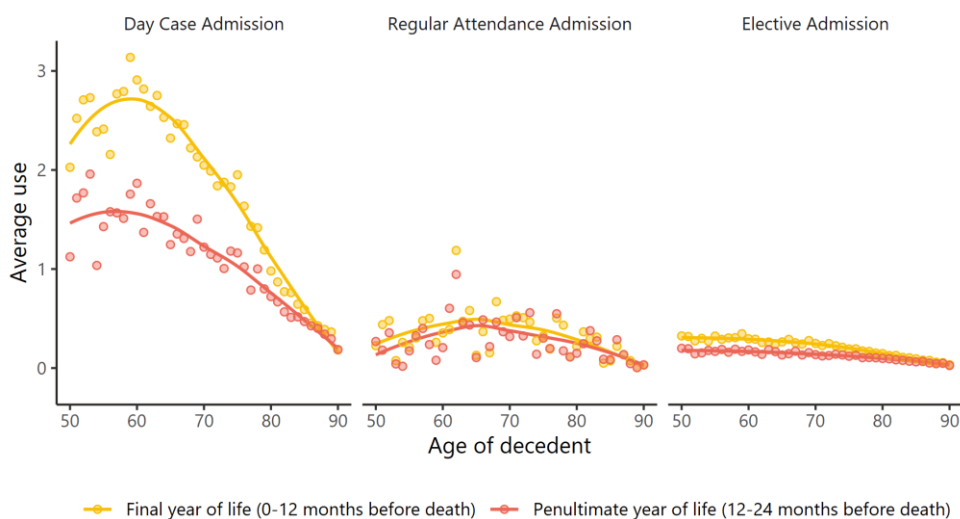 Day Case Admission
Regular Attendance Admission
Elective Admission
Average use
3
2
1
0
50 60 70 80 90
50 60 70 80 90
50 60 70 80 90
Age of decedent
Final year of life (0-12 months before death)
Penultimate year of life (12-24 months before death)